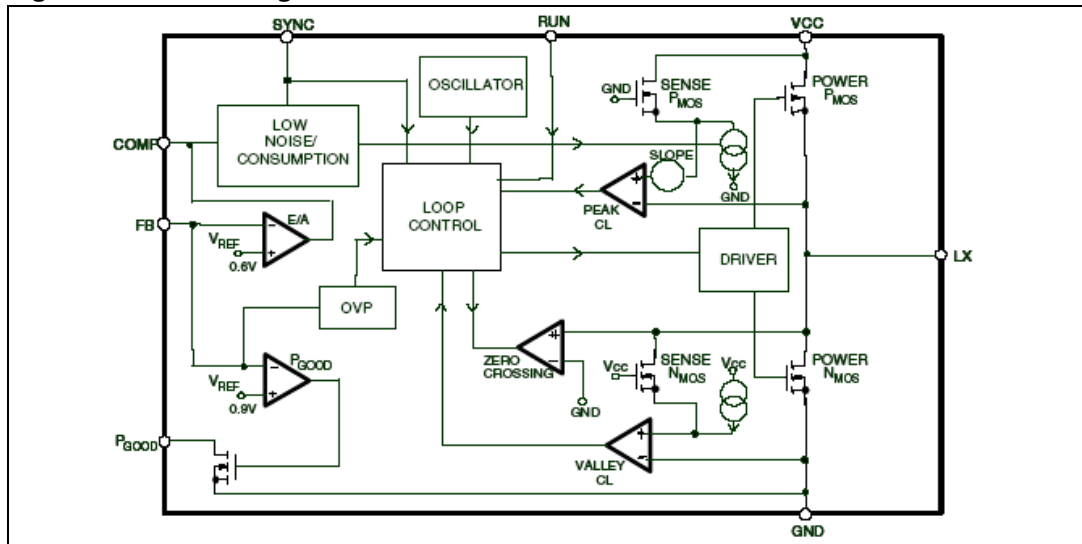 SYNC
RUN
VCC
OSCILLATOR
GND
SENSE
PMOS
POWER
PMOS
LOW
NOISE/
CONSUMPTION
COMP
SLOPE
GND
LOOP
CONTROL
PEAK
CL
FB
E/A
VREF
0.6V
DRIVER
LX
OVP
PGOOD
VREF
0.9V
ZERO
CROSSING
VCC
SENSE
NMOS
VCC
POWER
NMOS
GND
PGOOD
VALLEY
CL
GND